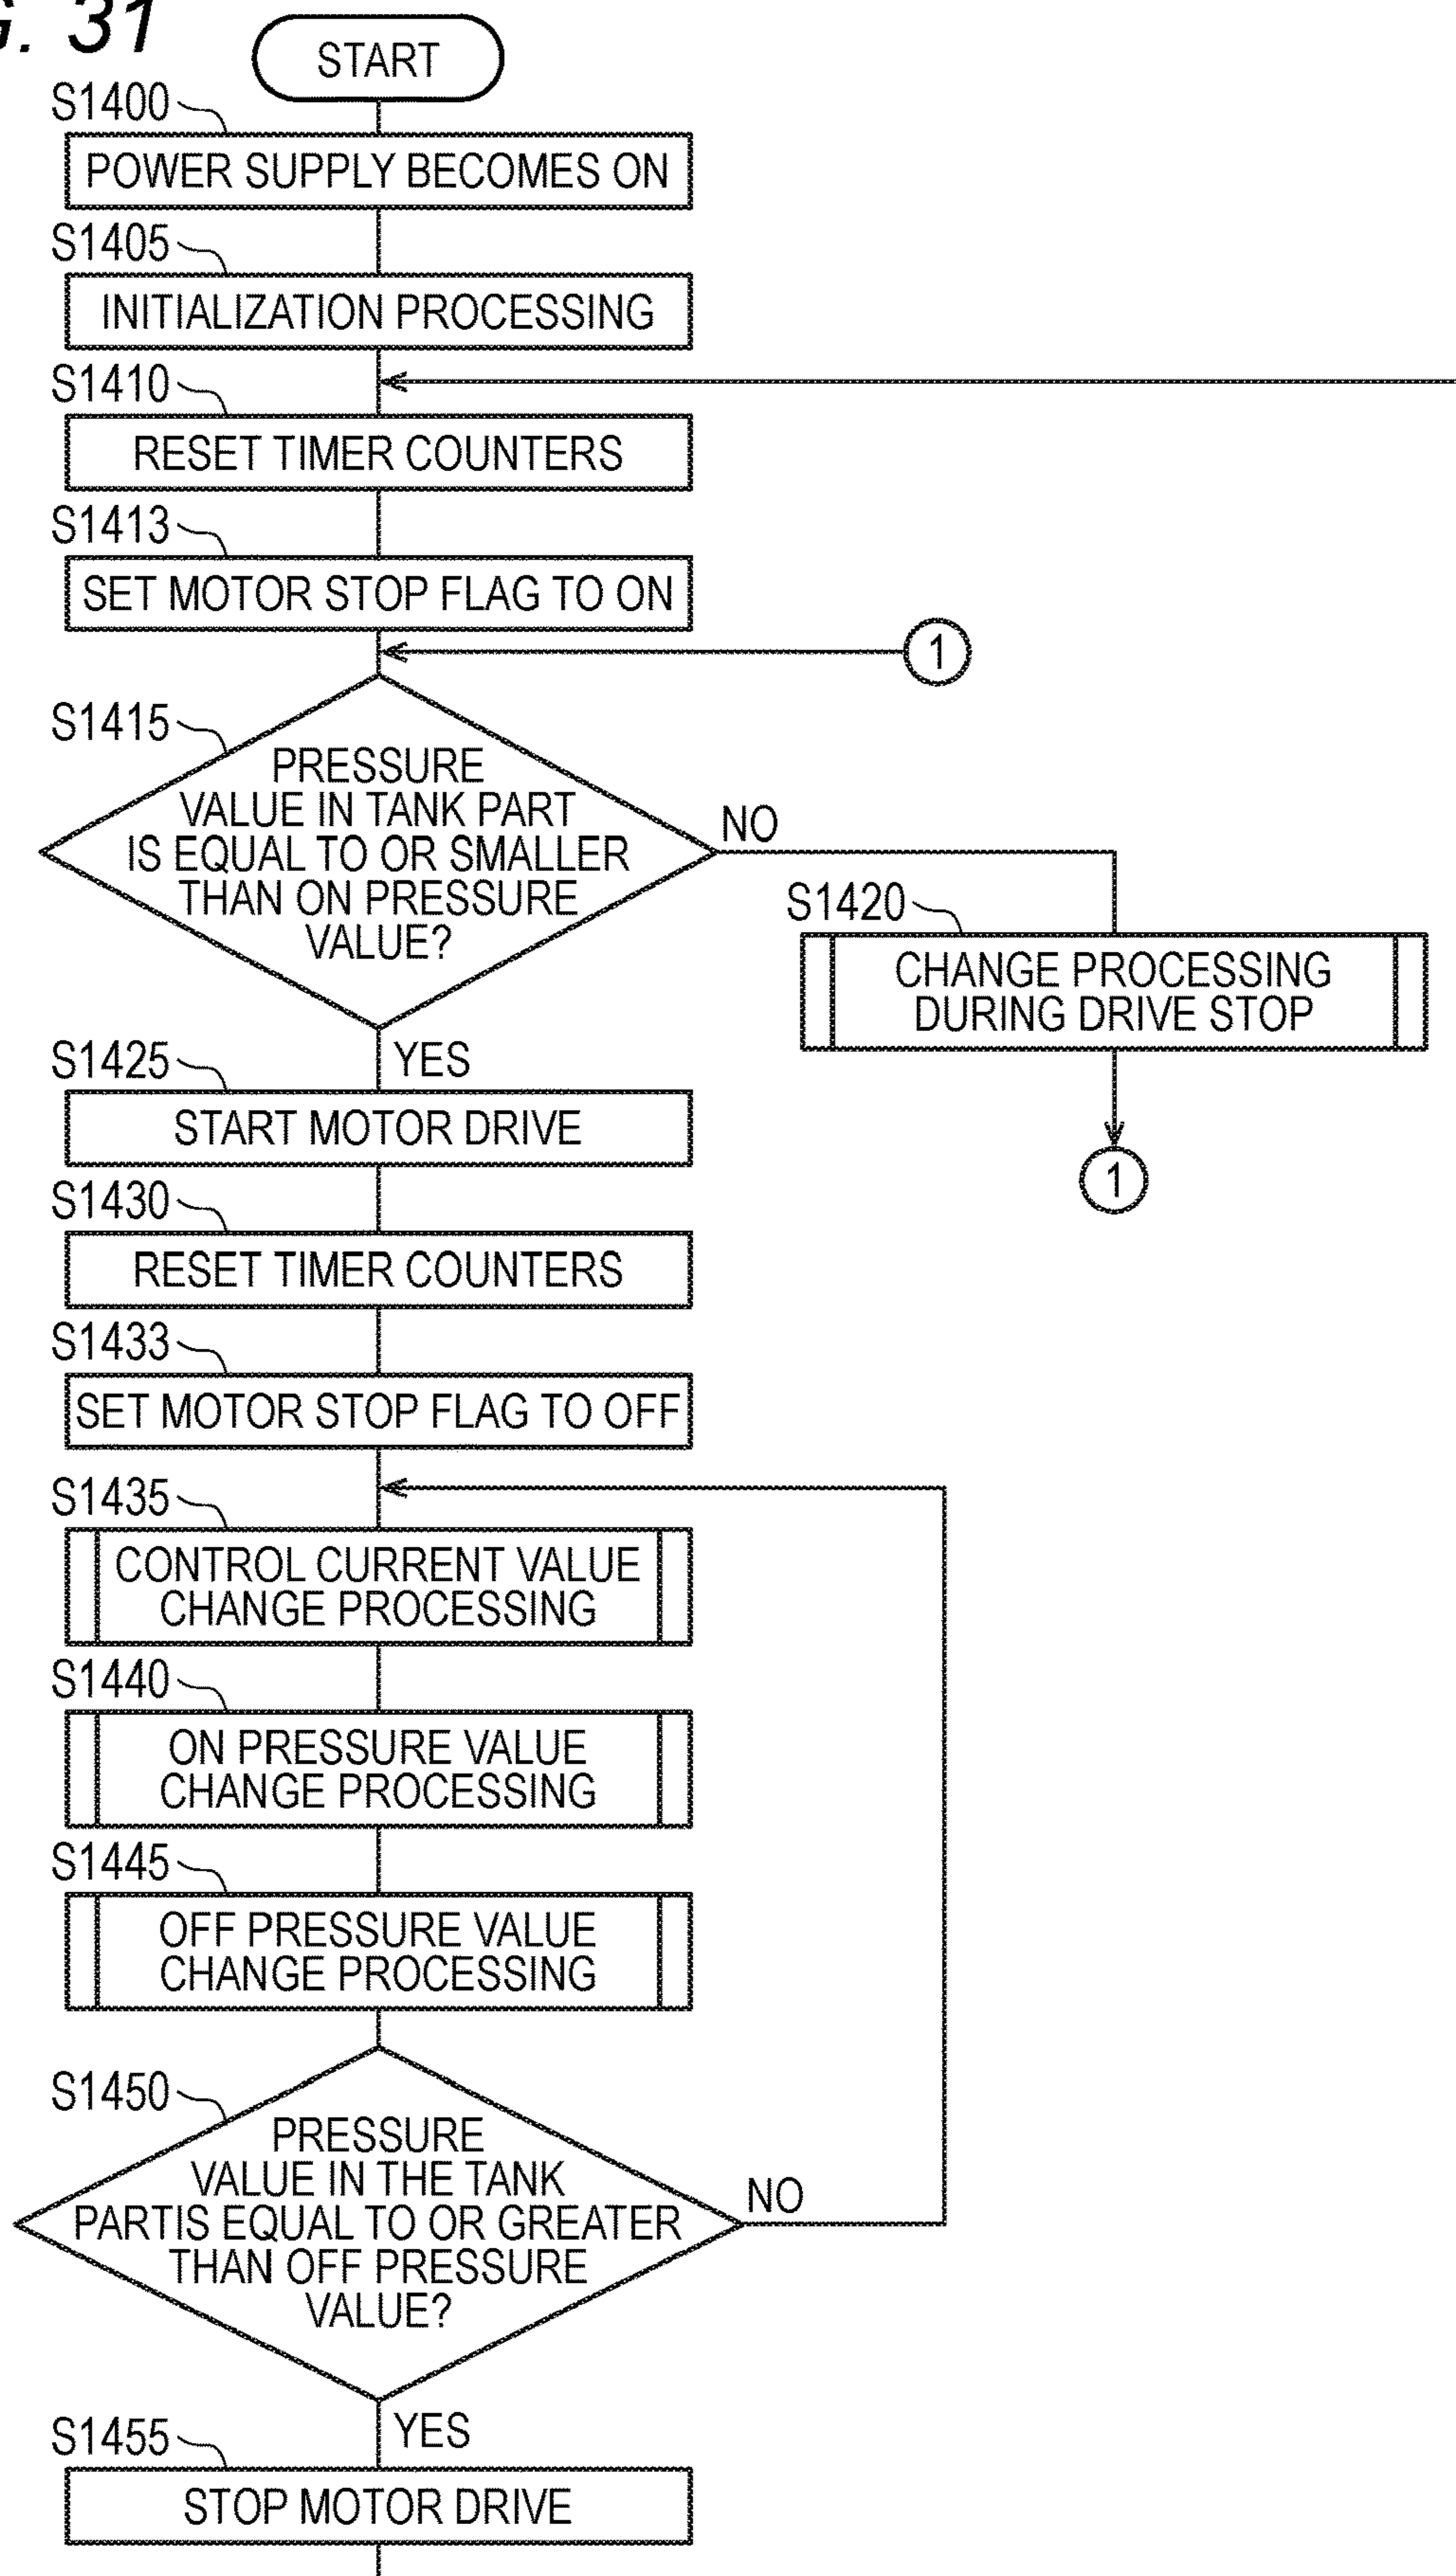 G. 31
START
S1400
POWER SUPPLY BECOMES ON
S1405
INITIALIZATION PROCESSING
S1410
RESET TIMER COUNTERS
S1413
SET MOTOR STOP FLAG TO ON
1
S1415
PRESSURE
VALUE IN TANK PART
IS EQUAL TO OR SMALLER
THAN ON PRESSURE
VALUE?
NO
S1420
CHANGE PROCESSING
DURING DRIVE STOP
1
YES
S1425
START MOTOR DRIVE
S1430
RESET TIMER COUNTERS
S1433
SET MOTOR STOP FLAG TO OFF
S1435
CONTROL CURRENT VALUE
CHANGE PROCESSING
S1440
ON PRESSURE VALUE
CHANGE PROCESSING
S1445
OFF PRESSURE VALUE
CHANGE PROCESSING
S1450
PRESSURE
VALUE IN THE TANK
PARTIS EQUAL TO OR GREATER
THAN OFF PRESSURE
VALUE?
NO
YES
S1455
STOP MOTOR DRIVE